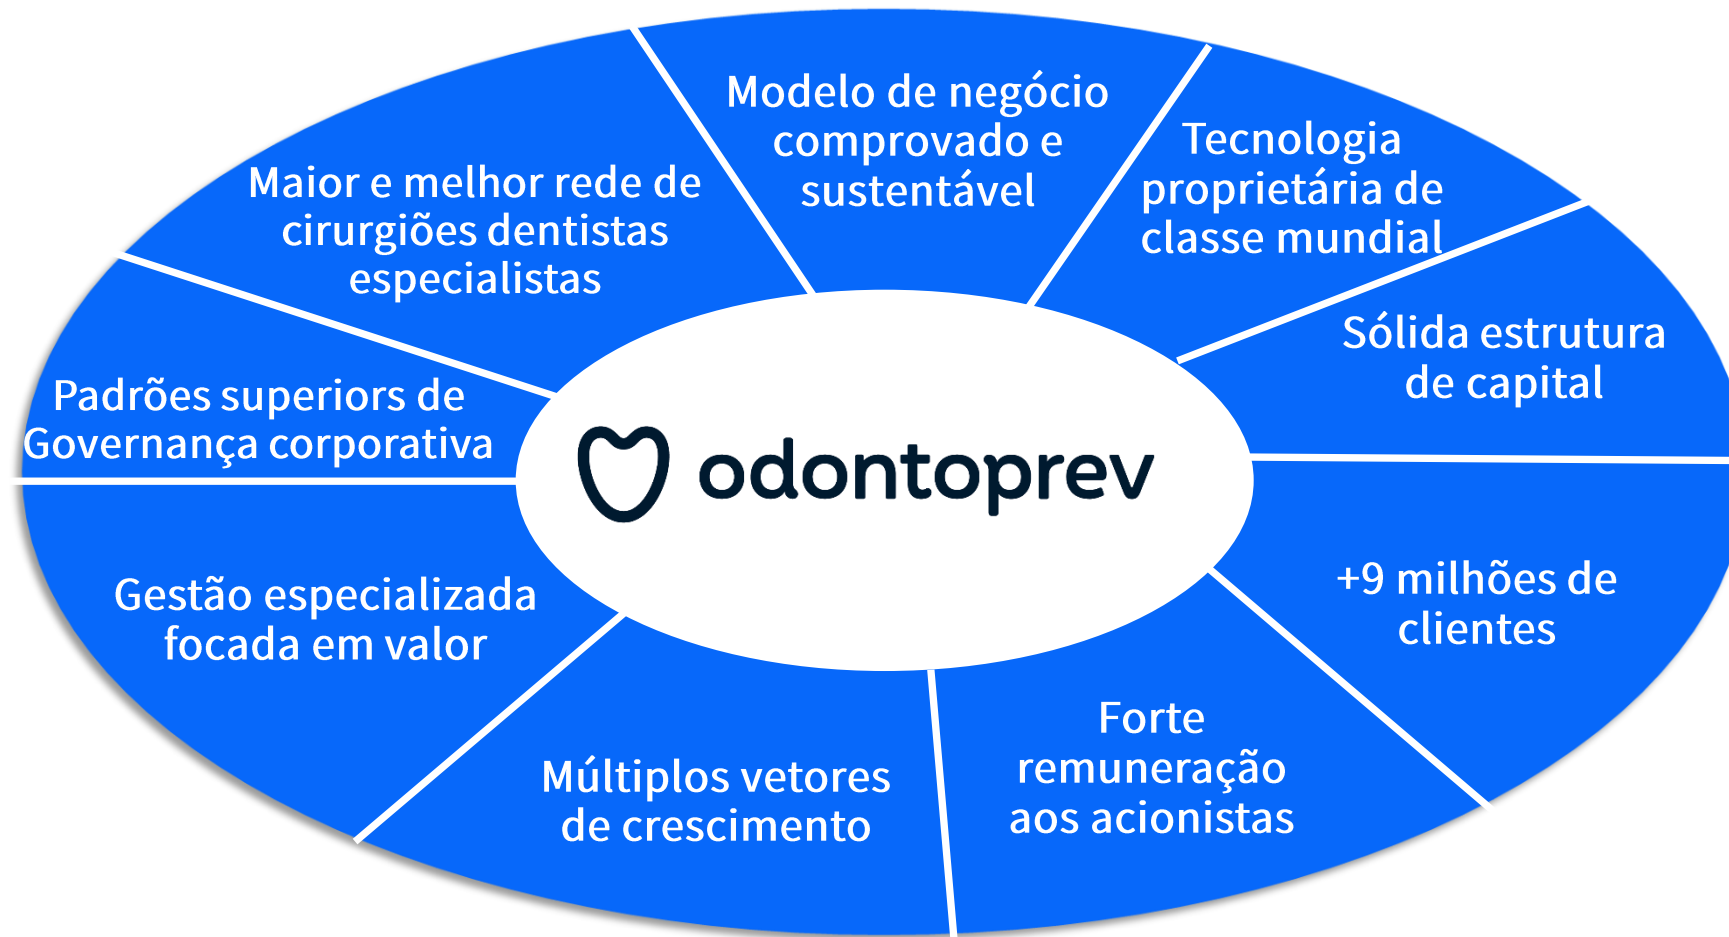 Modelo de negócio
comprovado e
sustentável
Tecnologia
proprietária de
classe mundial
Sólida estrutura
de capital
+9 milhões de
clientes
Forte
remuneração
aos acionistas
Múltiplos vetores
de crescimento
Gestão especializada
focada em valor
Padrões superiors de
Governança corporativa
Maior e melhor rede de
cirurgiões dentistas
especialistas
odontoprev